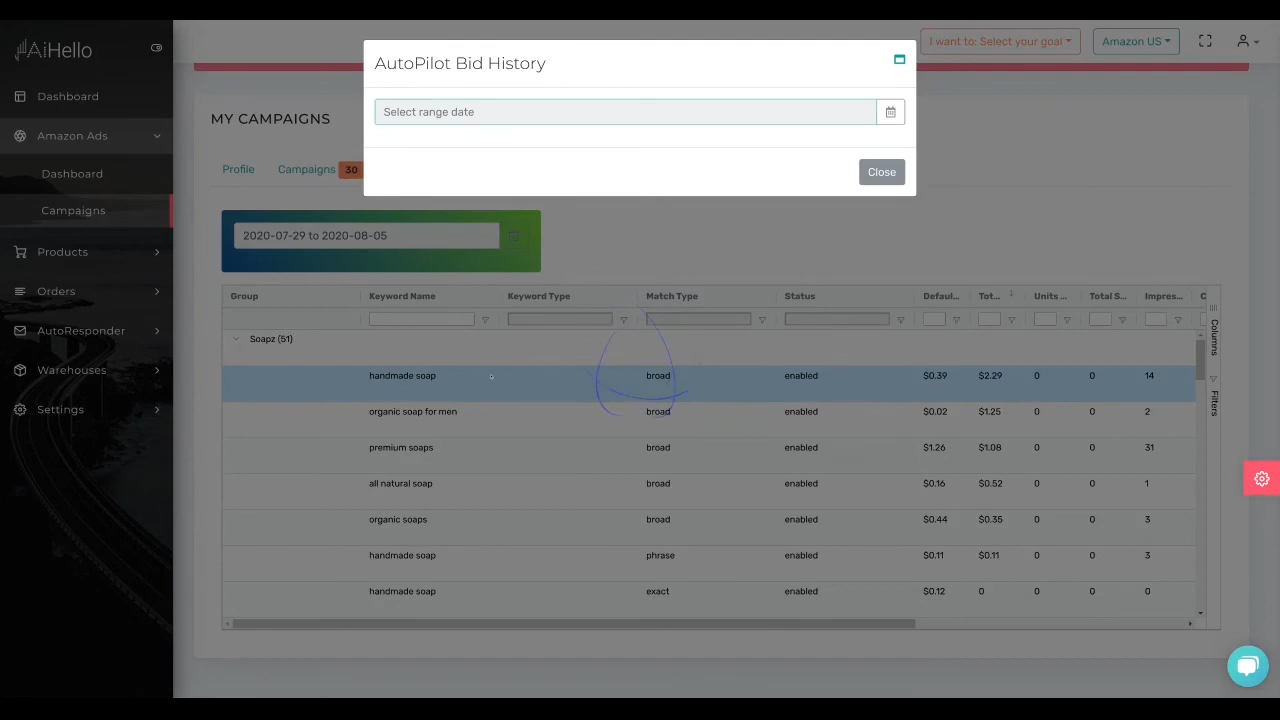 AiHello
I want to: Select your goal
Amazon US
AutoPilot Bid History
Select range date
Close
Dashboard
Amazon Ads
Dashboard
Campaigns
Products
Orders
AutoResponder
Warehouses
Settings
MY CAMPAIGNS
Profile Campaigns 30
2020-07-29 to 2020-08-05
Group Keyword Name Keyword Type Match Type Status Defaul... Tot... Units ... Total S... Impres... C
Soapz (51)
handmade soap broad enabled $0.39 $2.29 0 0 14
organic soap for men broad enabled $0.02 $1.25 0 0 2
premium soaps broad enabled $1.26 $1.08 0 0 31
all natural soap broad enabled $0.16 $0.52 0 0 1
organic soaps broad enabled $0.44 $0.35 0 0 3
handmade soap phrase enabled $0.11 $0.11 0 0 3
handmade soap exact enabled $0.12 0 0 0 0
Columns
Filters